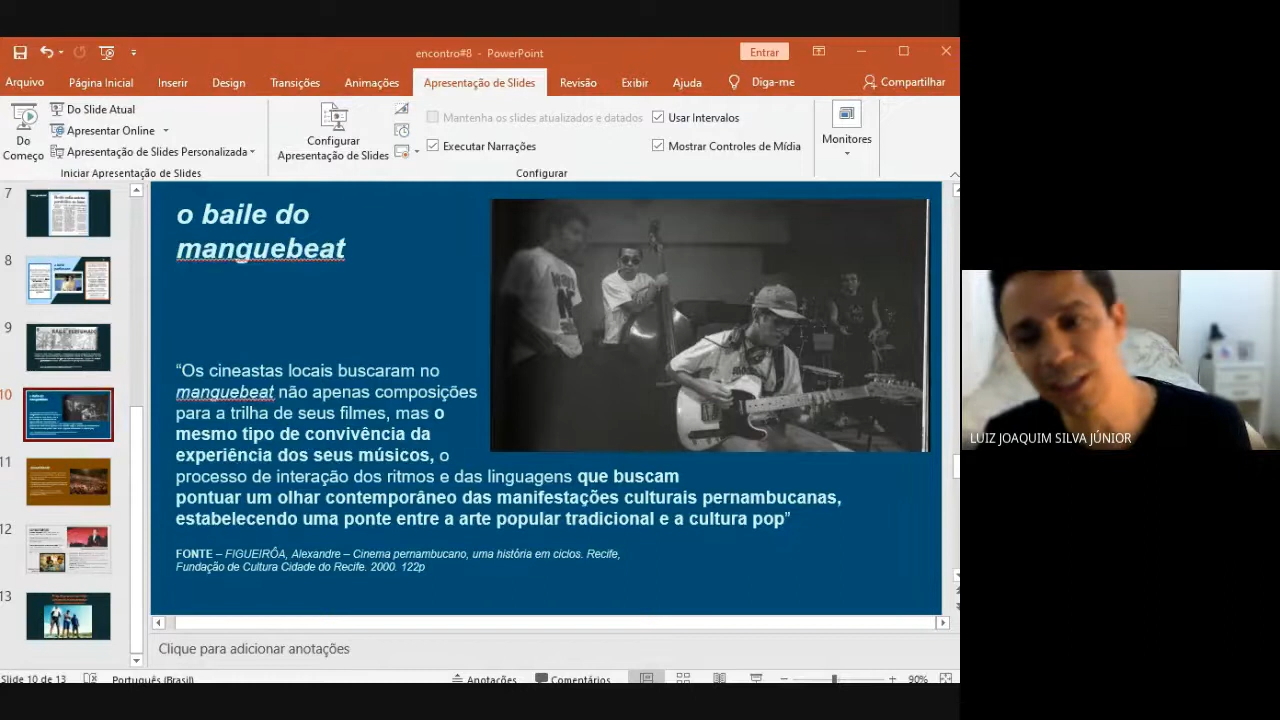 encontro#8 - PowerPoint
Entrar
Arquivo
Página Inicial
Inserir
Design
Transições
Animações
Apresentação de Slides
Revisão
Exibir
Ajuda
Diga-me
Compartilhar
Do Começo
Do Slide Atual
Apresentar Online
Apresentação de Slides Personalizada
Iniciar Apresentação de Slides
Configurar
Apresentação de Slides
Mantenha os slides atualizados e datados
Executar Narrações
Usar Intervalos
Mostrar Controles de Mídia
Configurar
Monitores
7
8
9
10
11
12
13
o baile do
manguebeat
“Os cineastas locais buscaram no
manguebeat não apenas composições
para a trilha de seus filmes, mas o
mesmo tipo de convivência da
experiência dos seus músicos, o
processo de interação dos ritmos e das linguagens que buscam
pontuar um olhar contemporâneo das manifestações culturais pernambucanas,
estabelecendo uma ponte entre a arte popular tradicional e a cultura pop”
FONTE – FIGUEIRÔA, Alexandre – Cinema pernambucano, uma história em ciclos. Recife,
Fundação de Cultura Cidade do Recife. 2000. 122p
LUIZ JOAQUIM SILVA JÚNIOR
Clique para adicionar anotações
Slide 10 de 13
Português (Brasil)
Anotações
Comentários
90%